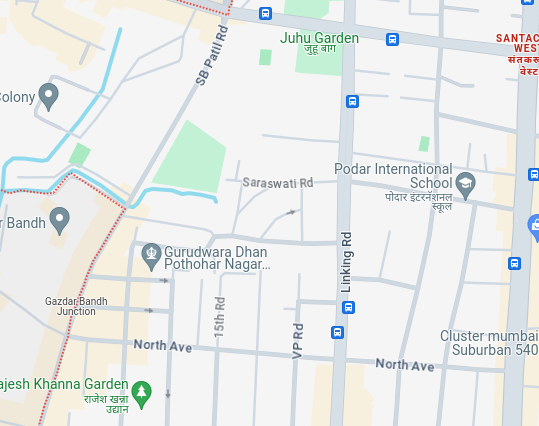 SB Patil Rd
Juhu Garden
जुहू बाग
SANTAC
WEST
वेस्ट
Colony
Podar International
School
पोदार इंटरनॅशनल
स्कूल
Saraswati Rd
r Bandh
Gurudwara Dhan
Pothohar Nagar...
Linking Rd
Gazdar Bandh
Junction
15th Rd
VP Rd
North Ave
Cluster mumbai
Suburban 540
North Ave
ajesh Khanna Garden
राजेश खन्ना
उद्यान